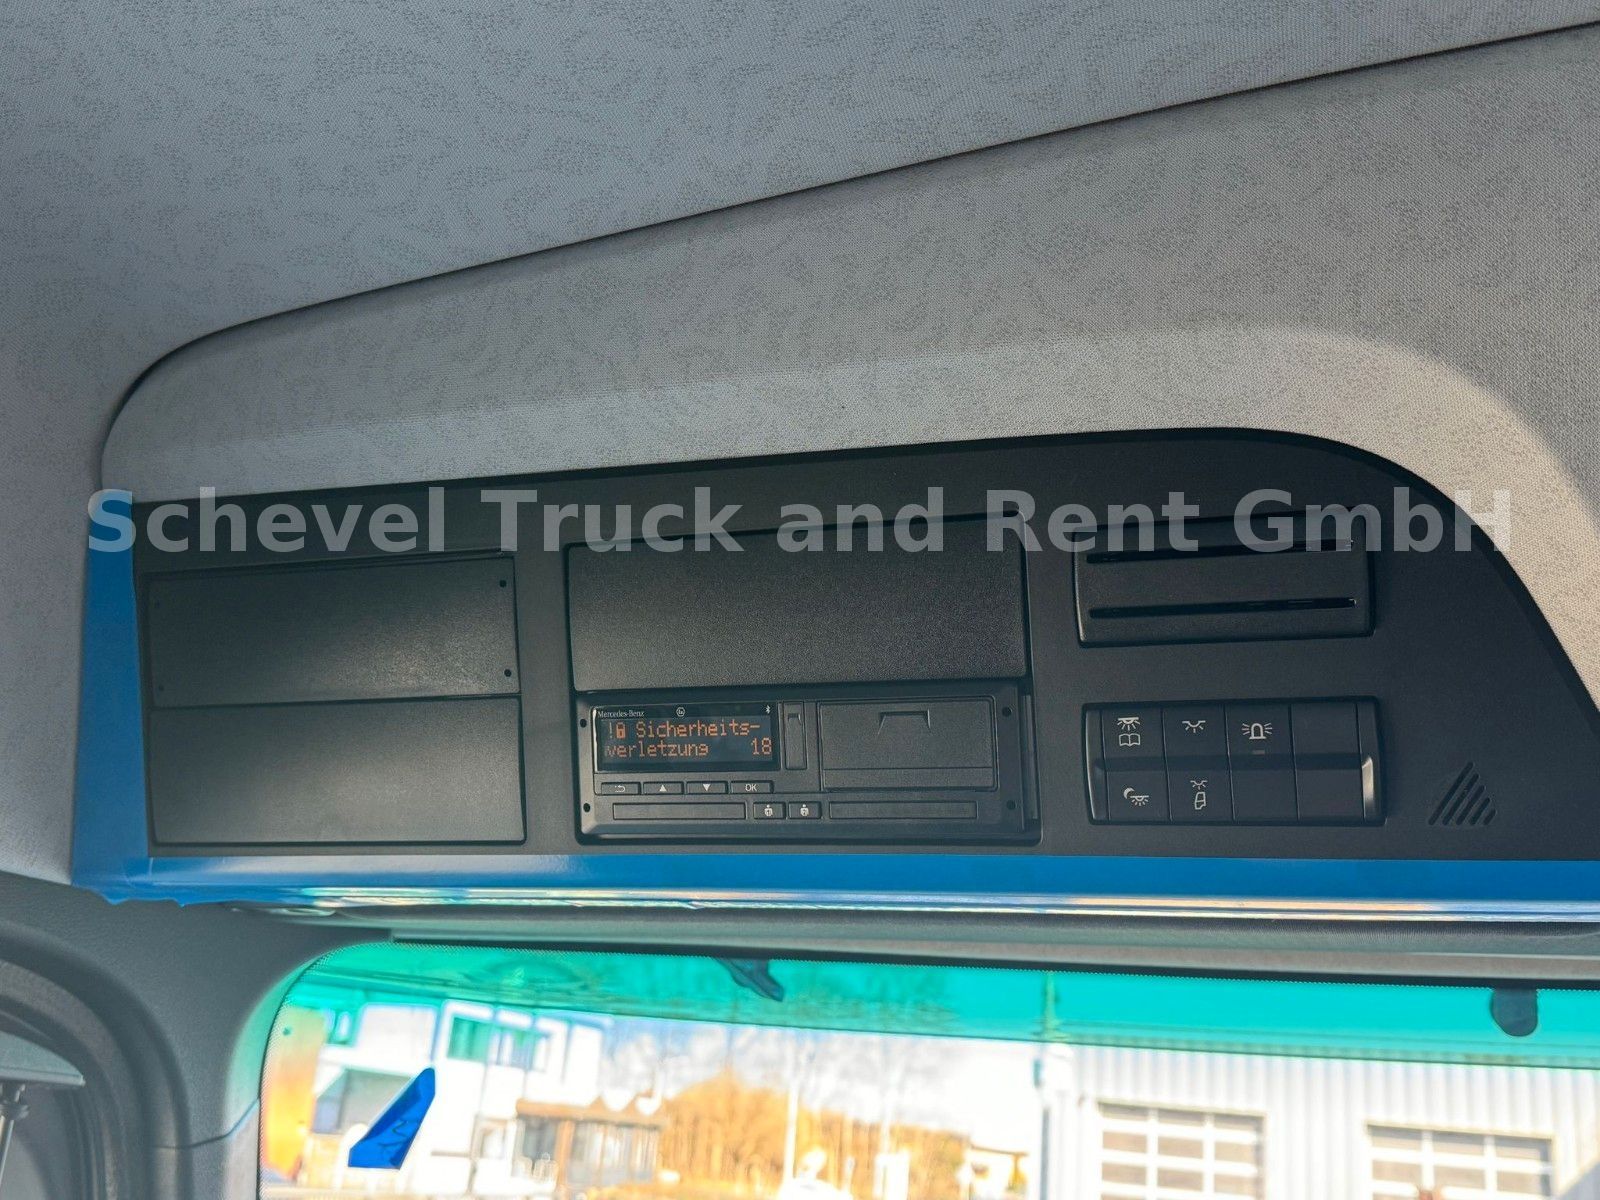 Schevel Truck and Rent GmbH
Mercedes-Benz
! Sicherheits-
verletzung 18
OK